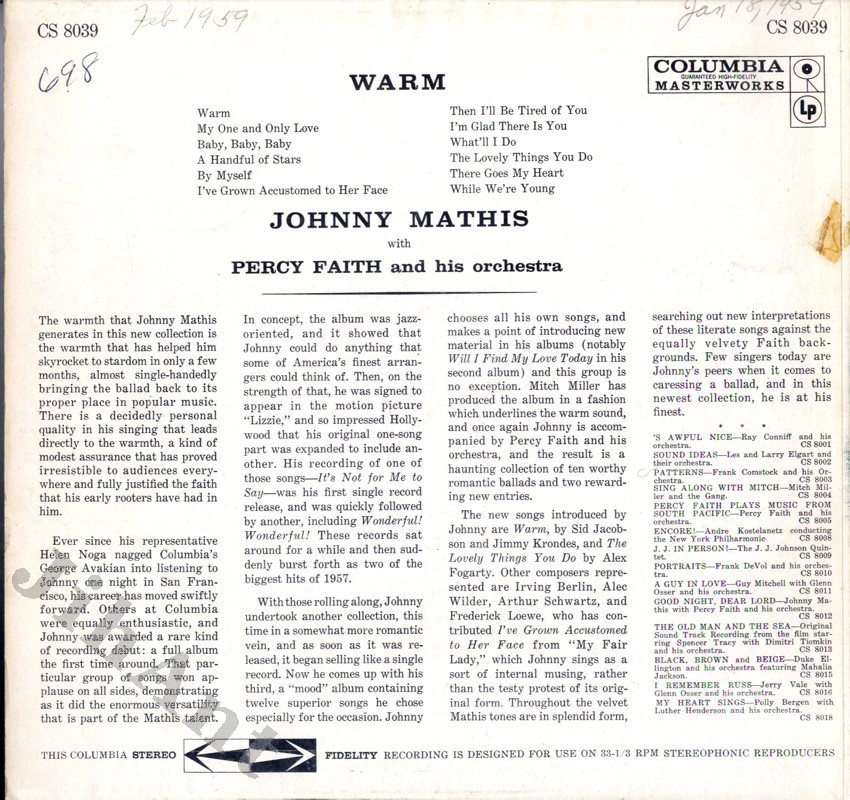 CS 8039
Feb 1959
Jan 18, 1959
CS 8039
698
COLUMBIA
GUARANTEED HIGH-FIDELITY
MASTERWORKS
Lp
WARM
Warm
My One and Only Love
Baby, Baby, Baby
A Handful of Stars
By Myself
I've Grown Accustomed to Her Face
Then I'll Be Tired of You
I'm Glad There Is You
What'll I Do
The Lovely Things You Do
There Goes My Heart
While We're Young
JOHNNY MATHIS
with
PERCY FAITH and his orchestra
The warmth that Johnny Mathis
generates in this new collection is
the warmth that has helped him
skyrocket to stardom in only a few
months, almost single-handedly
bringing the ballad back to its
proper place in popular music.
There is a decidedly personal
quality in his singing that leads
directly to the warmth, a kind of
modest assurance that has proved
irresistible to audiences every-
where and fully justified the faith
that his early rooters have had in
him.
Ever since his representative
Helen Noga nagged Columbia's
George Avakian into listening to
Johnny one night in San Fran-
cisco, his career has moved swiftly
forward. Others at Columbia
were equally enthusiastic, and
Johnny was awarded a rare kind
of recording debut: a full album
the first time around. That par-
ticular group of songs won ap-
plause on all sides, demonstrating
as it did the enormous versatility
that is part of the Mathis talent.
In concept, the album was jazz-
oriented, and it showed that
Johnny could do anything that
some of America's finest arran-
gers could think of. Then, on the
strength of that, he was signed to
appear in the motion picture
"Lizzie," and so impressed Holly-
wood that his original one-song
part was expanded to include an-
other. His recording of one of
those songs—It's Not for Me to
Say—was his first single record
release, and was quickly followed
by another, including Wonderful!
Wonderful! These records sat
around for a while and then sud-
denly burst forth as two of the
biggest hits of 1957.
With those rolling along, Johnny
undertook another collection, this
time in a somewhat more romantic
vein, and as soon as it was re-
leased, it began selling like a single
record. Now he comes up with his
third, a "mood" album containing
twelve superior songs he chose
especially for the occasion. Johnny
chooses all his own songs, and
makes a point of introducing new
material in his albums (notably
Will I Find My Love Today in his
second album) and this group is
no exception. Mitch Miller has
produced the album in a fashion
which underlines the warm sound,
and once again Johnny is accom-
panied by Percy Faith and his
orchestra, and the result is a
haunting collection of ten worthy
romantic ballads and two reward-
ing new entries.
The new songs introduced by
Johnny are Warm, by Sid Jacob-
son and Jimmy Krondes, and The
Lovely Things You Do by Alex
Fogarty. Other composers repre-
sented are Irving Berlin, Alec
Wilder, Arthur Schwartz, and
Frederick Loewe, who has con-
tributed I've Grown Accustomed
to Her Face from "My Fair
Lady," which Johnny sings as a
sort of internal musing, rather
than the testy protest of its orig-
inal form. Throughout the velvet
Mathis tones are in splendid form,
searching out new interpretations
of these literate songs against the
equally velvety Faith back-
grounds. Few singers today are
Johnny's peers when it comes to
caressing a ballad, and in this
newest collection, he is at his
finest.
* * *
'S AWFUL NICE—Ray Conniff and his
orchestra. CS 8001
SOUND IDEAS—Les and Larry Elgart and
their orchestra. CS 8002
PATTERNS—Frank Comstock and his Or-
chestra. CS 8003
SING ALONG WITH MITCH—Mitch Mil-
ler and the Gang. CS 8004
PERCY FAITH PLAYS MUSIC FROM
SOUTH PACIFIC—Percy Faith and his
orchestra. CS 8005
ENCORE!—Andre Kostelanetz conducting
the New York Philharmonic CS 8008
J. J. IN PERSON!—The J. J. Johnson Quin-
tet. CS 8009
PORTRAITS—Frank DeVol and his orches-
tra. CS 8010
A GUY IN LOVE—Guy Mitchell with Glenn
Osser and his orchestra. CS 8011
GOOD NIGHT, DEAR LORD—Johnny Ma-
this with Percy Faith and his orchestra.
CS 8012
THE OLD MAN AND THE SEA—Original
Sound Track Recording from the film star-
ring Spencer Tracy with Dimitri Tiomkin
and his orchestra. CS 8013
BLACK, BROWN and BEIGE—Duke El-
lington and his orchestra featuring Mahalia
Jackson. CS 8015
I REMEMBER RUSS—Jerry Vale with
Glenn Osser and his orchestra. CS 8016
MY HEART SINGS—Polly Bergen with
Luther Henderson and his orchestra.
CS 8018
THIS COLUMBIA STEREO FIDELITY RECORDING IS DESIGNED FOR USE ON 33-1/3 RPM STEREOPHONIC REPRODUCERS